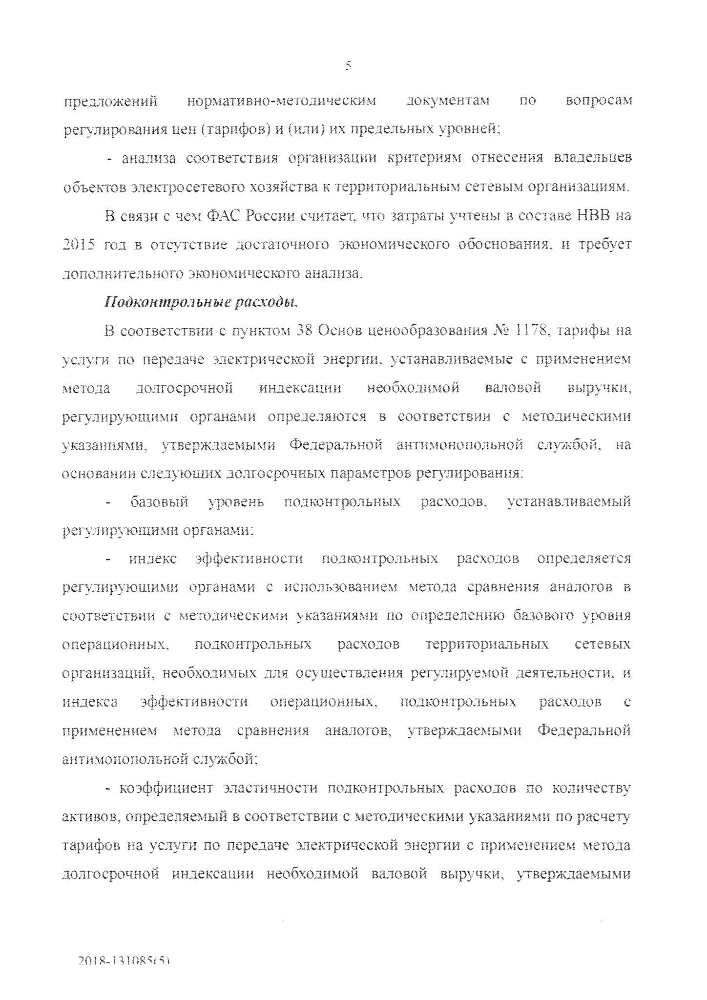 5
предложений нормативно-методическим документам по вопросам
регулирования цен (тарифов) и (или) их предельных уровней;
- анализа соответствия организации критериям отнесения владельцев
объектов электросетевого хозяйства к территориальным сетевым организациям.
В связи с чем ФАС России считает, что затраты учтены в составе НВВ на
2015 год в отсутствие достаточного экономического обоснования, и требует
дополнительного экономического анализа.
Подконтрольные расходы.
В соответствии с пунктом 38 Основ ценообразования № 1178, тарифы на
услуги по передаче электрической энергии, устанавливаемые с применением
метода долгосрочной индексации необходимой валовой выручки,
регулирующими органами определяются в соответствии с методическими
указаниями, утверждаемыми Федеральной антимонопольной службой, на
основании следующих долгосрочных параметров регулирования:
- базовый уровень подконтрольных расходов, устанавливаемый
регулирующими органами;
- индекс эффективности подконтрольных расходов определяется
регулирующими органами с использованием метода сравнения аналогов в
соответствии с методическими указаниями по определению базового уровня
операционных, подконтрольных расходов территориальных сетевых
организаций, необходимых для осуществления регулируемой деятельности, и
индекса эффективности операционных, подконтрольных расходов с
применением метода сравнения аналогов, утверждаемыми Федеральной
антимонопольной службой;
- коэффициент эластичности подконтрольных расходов по количеству
активов, определяемый в соответствии с методическими указаниями по расчету
тарифов на услуги по передаче электрической энергии с применением метода
долгосрочной индексации необходимой валовой выручки, утверждаемыми
2018-131085(5)